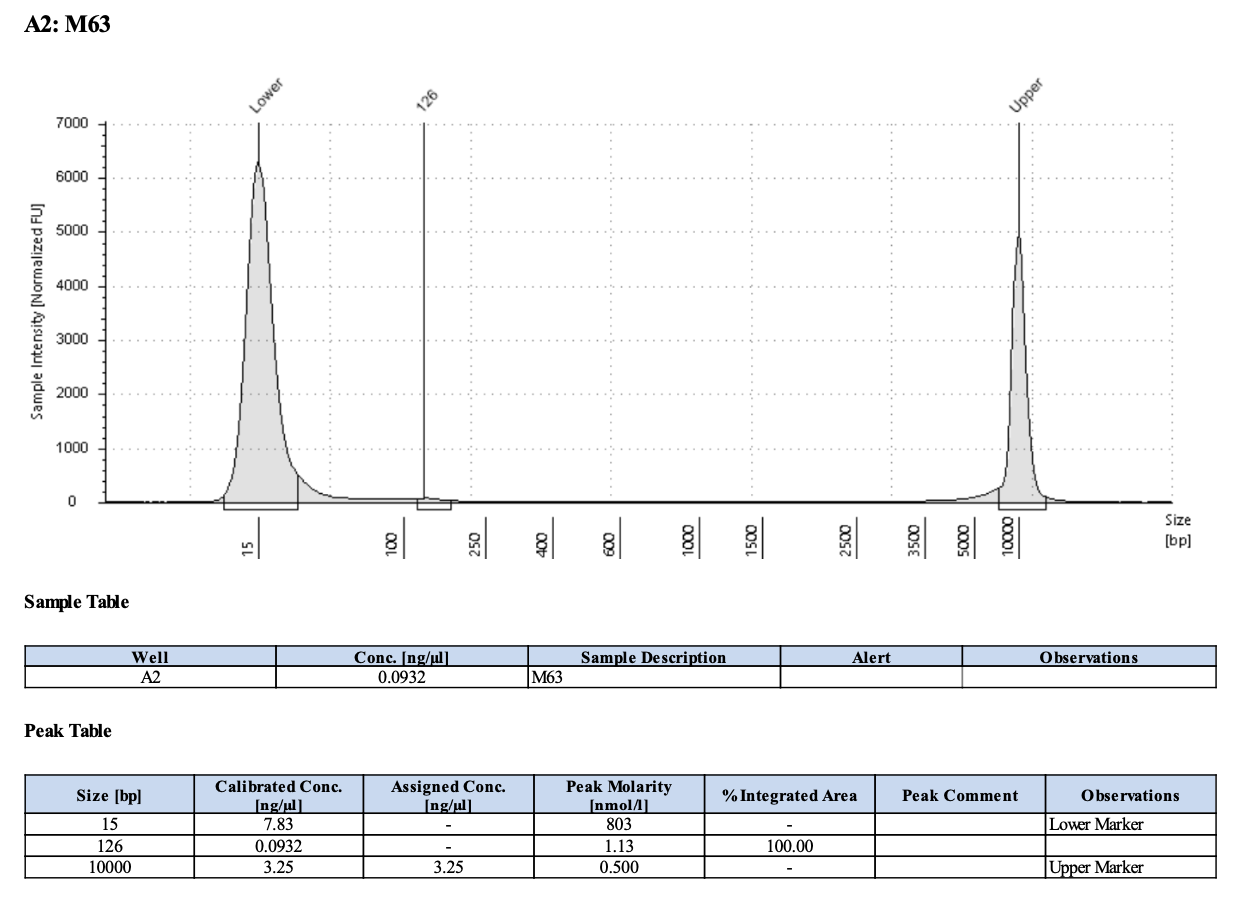 A2: M63
Lower
126
Upper
7000
6000
5000
4000
3000
2000
1000
0
Sample Intensity [Normalized FU]
15
100
250
400
600
1000
1500
2500
3500
5000
10000
Size
[bp]
Sample Table
Well Conc. [ng/µl] Sample Description Alert Observations
A2 0.0932 M63
Peak Table
Size [bp] Calibrated Conc. [ng/µl] Assigned Conc. [ng/µl] Peak Molarity [nmol/l] % Integrated Area Peak Comment Observations
15 7.83 - 803 - Lower Marker
126 0.0932 - 1.13 100.00
10000 3.25 3.25 0.500 - Upper Marker